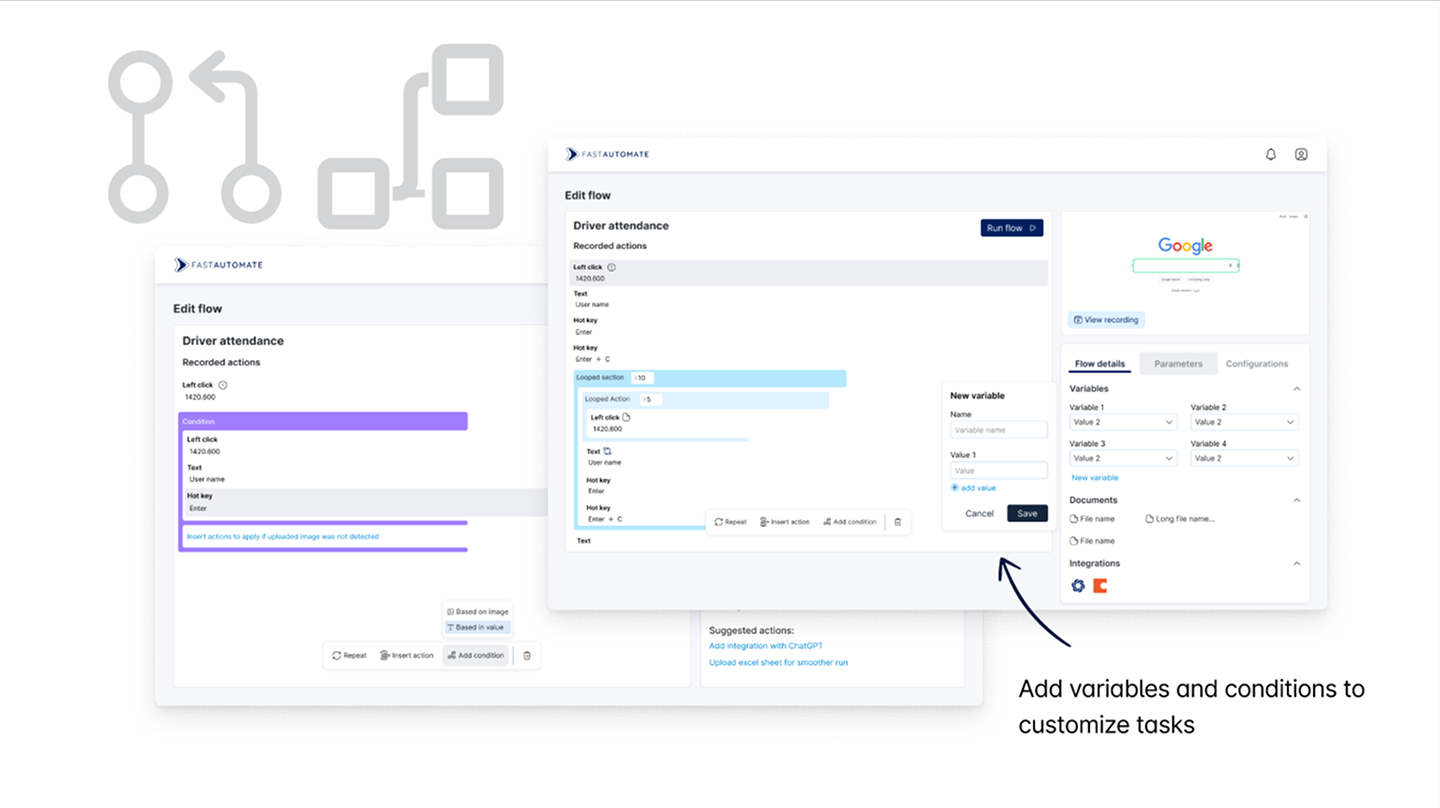 FASTAUTOMATE
Edit flow
Driver attendance
Recorded actions
Left click
1420.600
Condition
Left click
1420.600
Text
User name
Hot key
Enter
Insert actions to apply if uploaded image was not detected
Based on image
Based in value
Repeat Insert action Add condition
Suggested actions:
Add integration with ChatGPT
Upload excel sheet for smoother run
FASTAUTOMATE
Edit flow
Driver attendance
Run flow
Recorded actions
Left click
1420.600
Text
User name
Hot key
Enter
Hot key
Enter + C
Looped section 10
Looped Action 5
Left click
1420.600
Text
User name
Hot key
Enter
Hot key
Enter + C
Text
Repeat Insert action Add condition
New variable
Name
Variable name
Value 1
Value
add value
Cancel Save
Google
View recording
Flow details Parameters Configurations
Variables
Variable 1 Variable 2
Value 2 Value 2
Variable 3 Variable 4
Value 2 Value 2
New variable
Documents
File name Long file name...
File name
Integrations
Add variables and conditions to
customize tasks